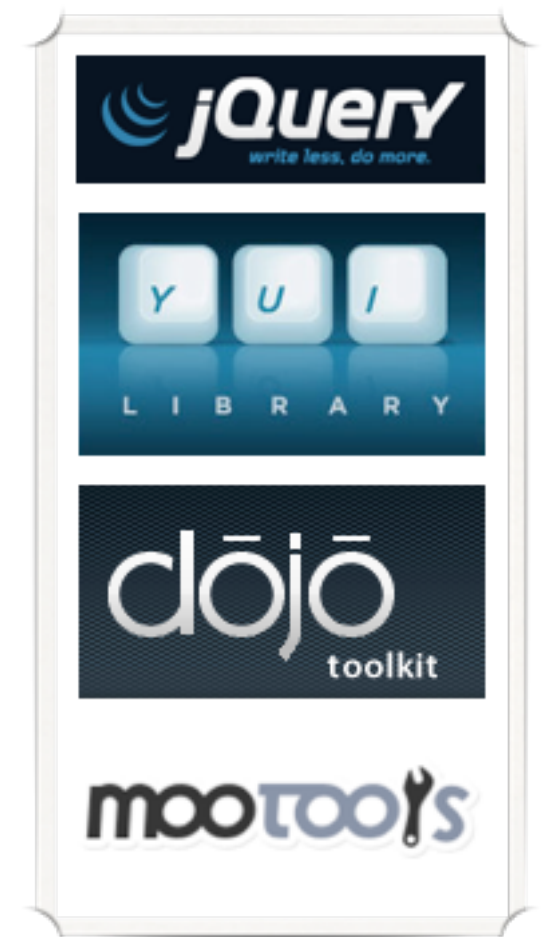 jQuery
write less, do more.
Y U I
LIBRARY
dōjō
toolkit
mootools